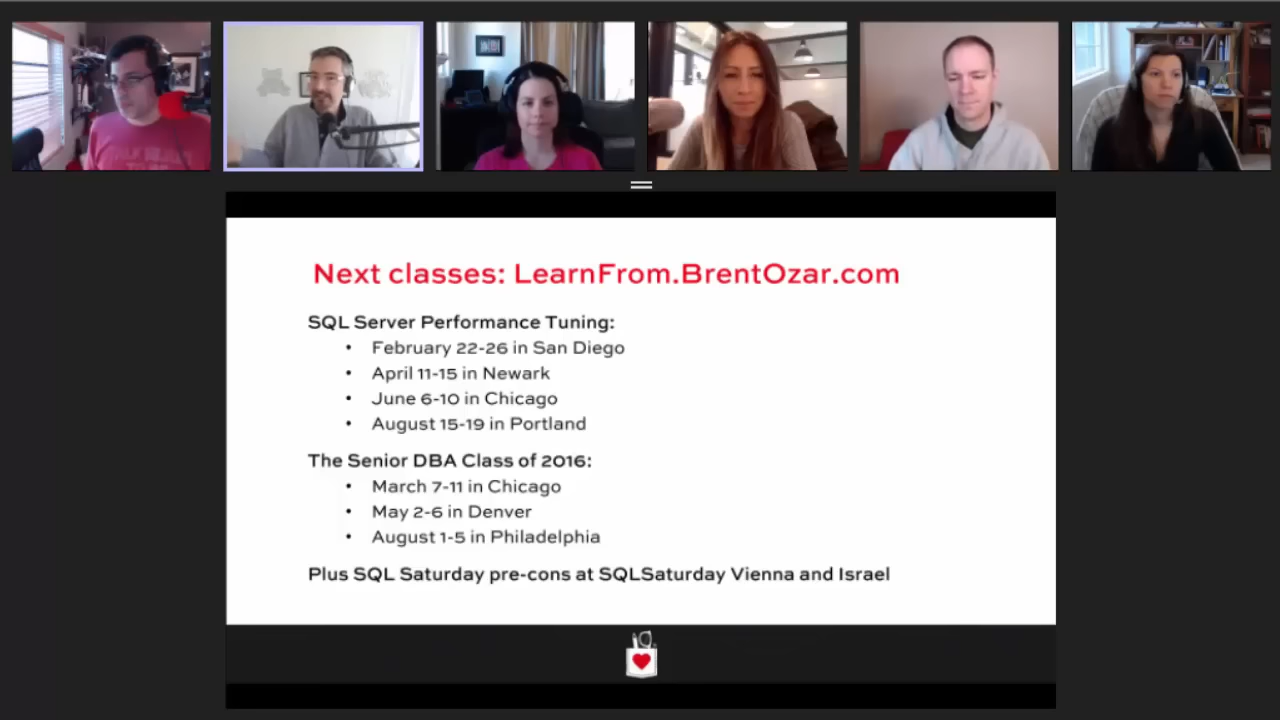 Next classes: LearnFrom.BrentOzar.com
SQL Server Performance Tuning:
• February 22-26 in San Diego
• April 11-15 in Newark
• June 6-10 in Chicago
• August 15-19 in Portland
The Senior DBA Class of 2016:
• March 7-11 in Chicago
• May 2-6 in Denver
• August 1-5 in Philadelphia
Plus SQL Saturday pre-cons at SQLSaturday Vienna and Israel